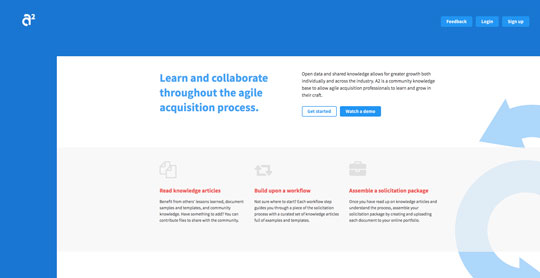 a²
Feedback
Login
Sign up
Learn and collaborate
throughout the agile
acquisition process.
Open data and shared knowledge allows for greater growth both
individually and across the industry. A2 is a community knowledge
base to allow agile acquisition professionals to learn and grow in
their craft.
Get started
Watch a demo
Read knowledge articles
Benefit from others' lessons learned, document
samples and templates, and community
knowledge. Have something to add? You can
contribute files to share with the community.
Build upon a workflow
Not sure where to start? Each workflow step
guides you through a piece of the solicitation
process with a curated set of knowledge articles
full of examples and templates.
Assemble a solicitation package
Once you have read up on knowledge articles and
understand the process, assemble your
solicitation package by creating and uploading
each document to your online portfolio.